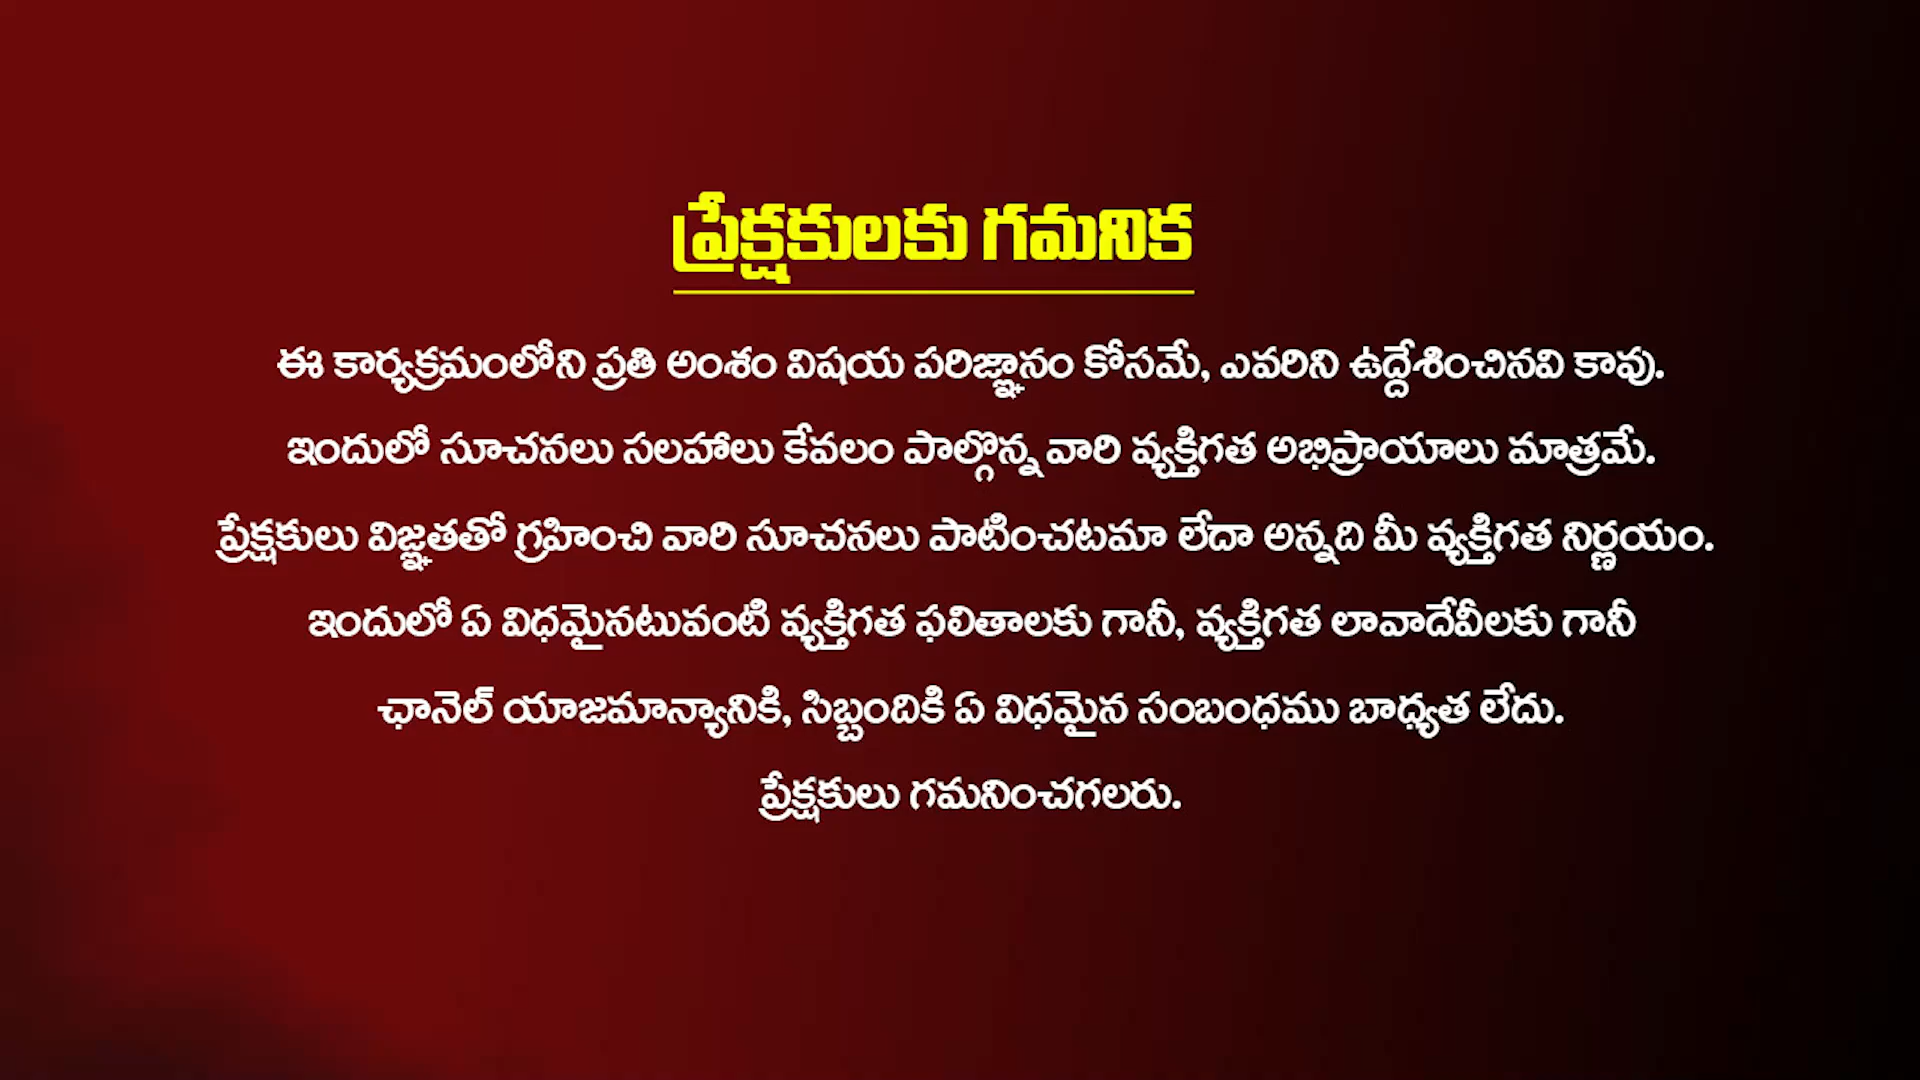 ప్రేక్షకులకు గమనిక
ఈ కార్యక్రమంలోని ప్రతి అంశం విషయ పరిజ్ఞానం కోసమే, ఎవరిని ఉద్దేశించినవి కావు.
ఇందులో సూచనలు సలహాలు కేవలం పాల్గొన్న వారి వ్యక్తిగత అభిప్రాయాలు మాత్రమే.
ప్రేక్షకులు విజ్ఞతతో గ్రహించి వారి సూచనలు పాటించటమా లేదా అన్నది మీ వ్యక్తిగత నిర్ణయం.
ఇందులో ఏ విధమైనటువంటి వ్యక్తిగత ఫలితాలకు గానీ, వ్యక్తిగత లావాదేవీలకు గానీ
ఛానెల్ యాజమాన్యానికి, సిబ్బందికి ఏ విధమైన సంబంధము బాధ్యత లేదు.
ప్రేక్షకులు గమనించగలరు.